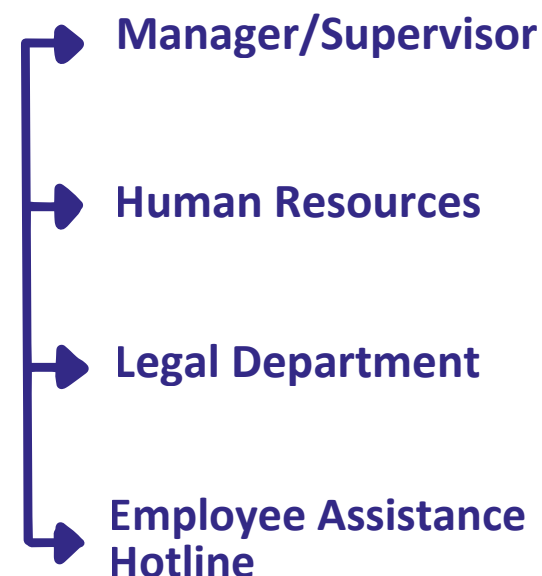 Manager/Supervisor
Human Resources
Legal Department
Employee Assistance
Hotline